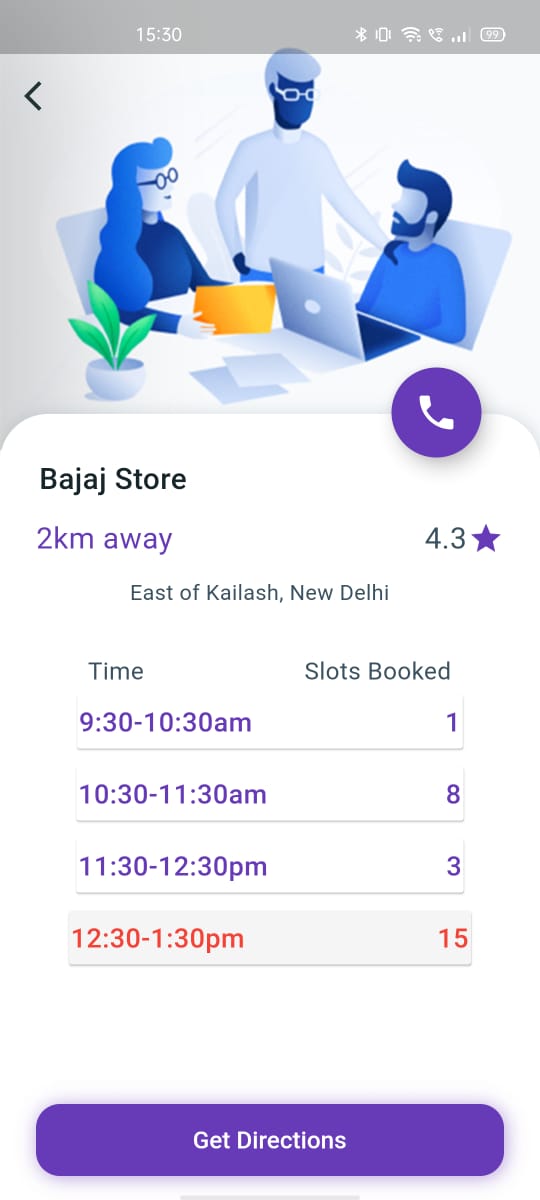 15:30
99
Bajaj Store
2km away 4.3
East of Kailash, New Delhi
Time Slots Booked
9:30-10:30am 1
10:30-11:30am 8
11:30-12:30pm 3
12:30-1:30pm 15
Get Directions